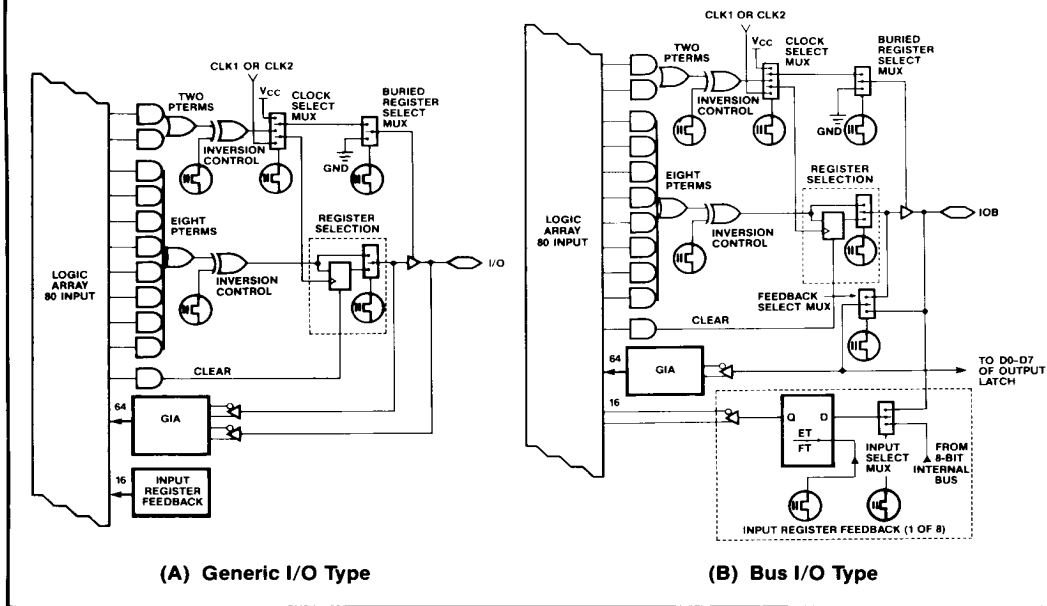 CLK1 OR CLK2
TWO
PTERMS
VCC
CLOCK
SELECT
MUX
BURIED
REGISTER
SELECT
MUX
INVERSION
CONTROL
GND
EIGHT
PTERMS
REGISTER
SELECTION
LOGIC
ARRAY
80 INPUT
INVERSION
CONTROL
I/O
CLEAR
64
GIA
16
INPUT
REGISTER
FEEDBACK
(A) Generic I/O Type
CLK1 OR CLK2
TWO
PTERMS
VCC
CLOCK
SELECT
MUX
BURIED
REGISTER
SELECT
MUX
INVERSION
CONTROL
GND
EIGHT
PTERMS
REGISTER
SELECTION
LOGIC
ARRAY
80 INPUT
INVERSION
CONTROL
IOB
FEEDBACK
SELECT MUX
CLEAR
64
GIA
TO D0-D7
OF OUTPUT
LATCH
16
Q D
ET
FT
INPUT
SELECT
MUX
FROM
8-BIT
INTERNAL
BUS
INPUT REGISTER FEEDBACK (1 OF 8)
(B) Bus I/O Type